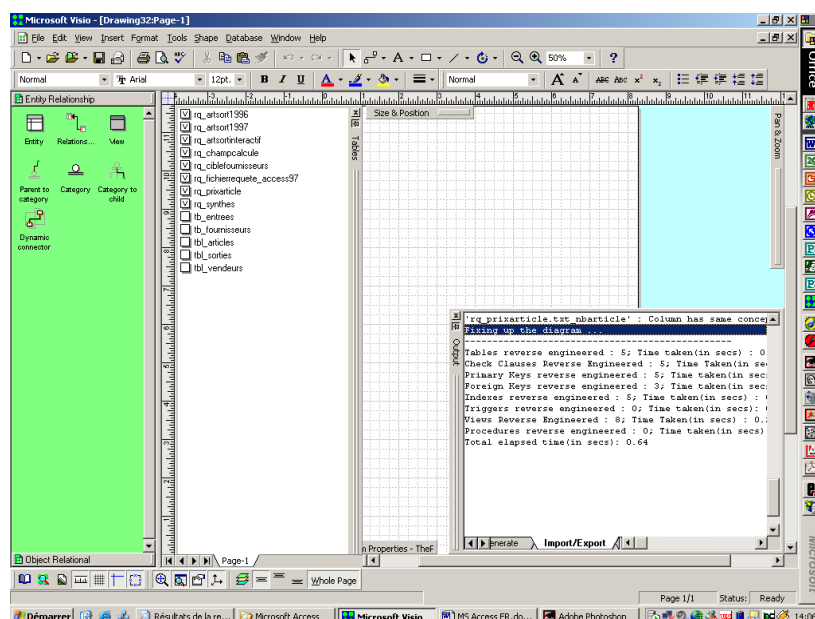 Microsoft Visio - [Drawing32:Page-1]
File Edit View Insert Format Tools Shape Database Window Help
50%
Normal Arial 12pt. B I U Normal
Entity Relationship
Entity Relations... View
Parent to category Category Category to child
Dynamic connector
Object Relational
rq_artsort1996
rq_artsort1997
rq_artsortinteractif
rq_champcalcule
rq_ciblefournisseurs
rq_fichierrequete_access97
rq_prixarticle
rq_synthes
tb_entrees
tb_fournisseurs
tbl_articles
tbl_sorties
tbl_vendeurs
Tables
Size & Position
Pan & Zoom
Office
Output
'rq_prixarticle.txt_nbarticle' : Column has same concep
Fixing up the diagram ...
Tables reverse engineered : 5; Time taken(in secs) : 0
Check Clauses Reverse Engineered : 5; Time Taken(in se
Primary Keys reverse engineered : 5; Time taken(in sec
Foreign Keys reverse engineered : 3; Time taken(in sec
Indexes reverse engineered : 5; Time taken(in secs) :
Triggers reverse engineered : 0; Time taken(in secs):
Views Reverse Engineered : 8; Time taken(in secs) : 0.
Procedures reverse engineered : 0; Time taken(in secs)
Total elapsed time(in secs): 0.64
enerate Import/Export
n Properties - TheF
Page-1
Whole Page
Microsoft
Page 1/1 Status: Ready
Démarrer Résultats de la re... Microsoft Access Microsoft Visio ... MS Access ER.do... Adobe Photoshop 14:06